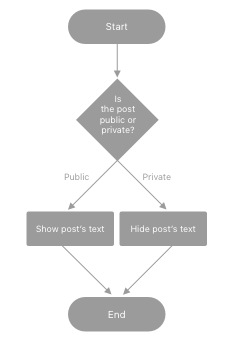 Start
Is
the post
public or
private?
Public
Private
Show post's text
Hide post's text
End